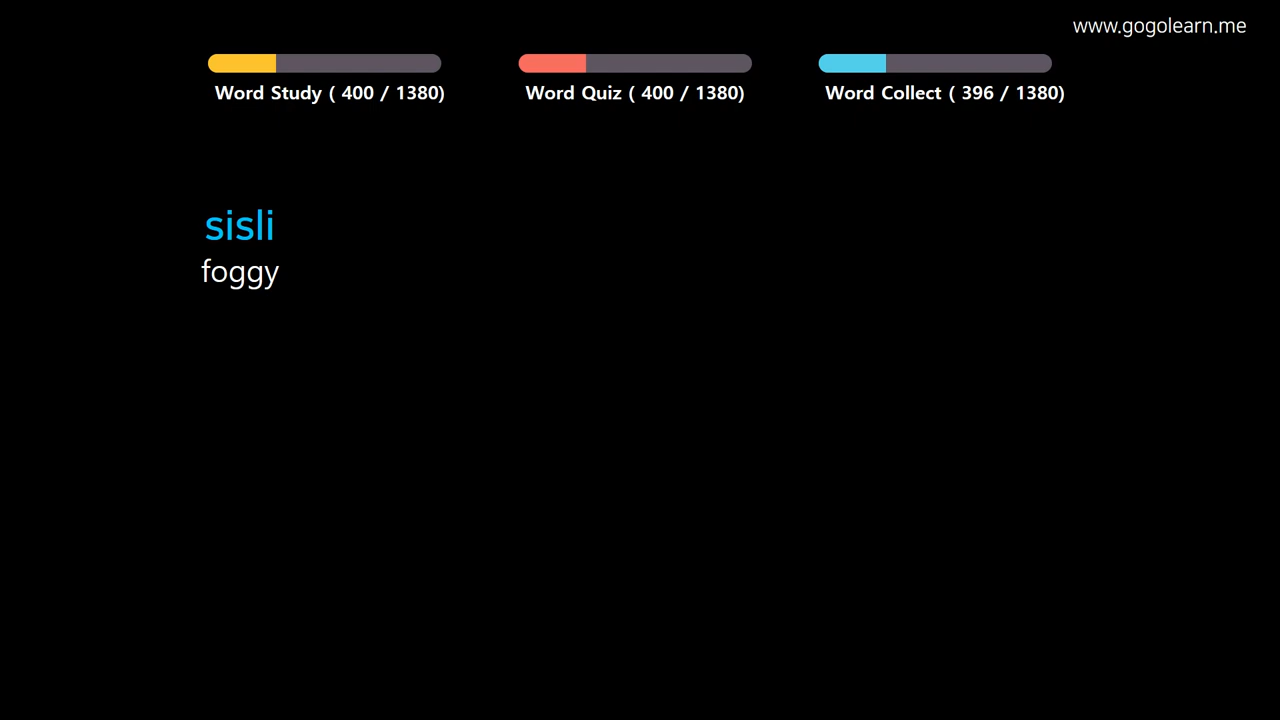 www.gogolearn.me
Word Study ( 400 / 1380)
Word Quiz ( 400 / 1380)
Word Collect ( 396 / 1380)
sisli
foggy